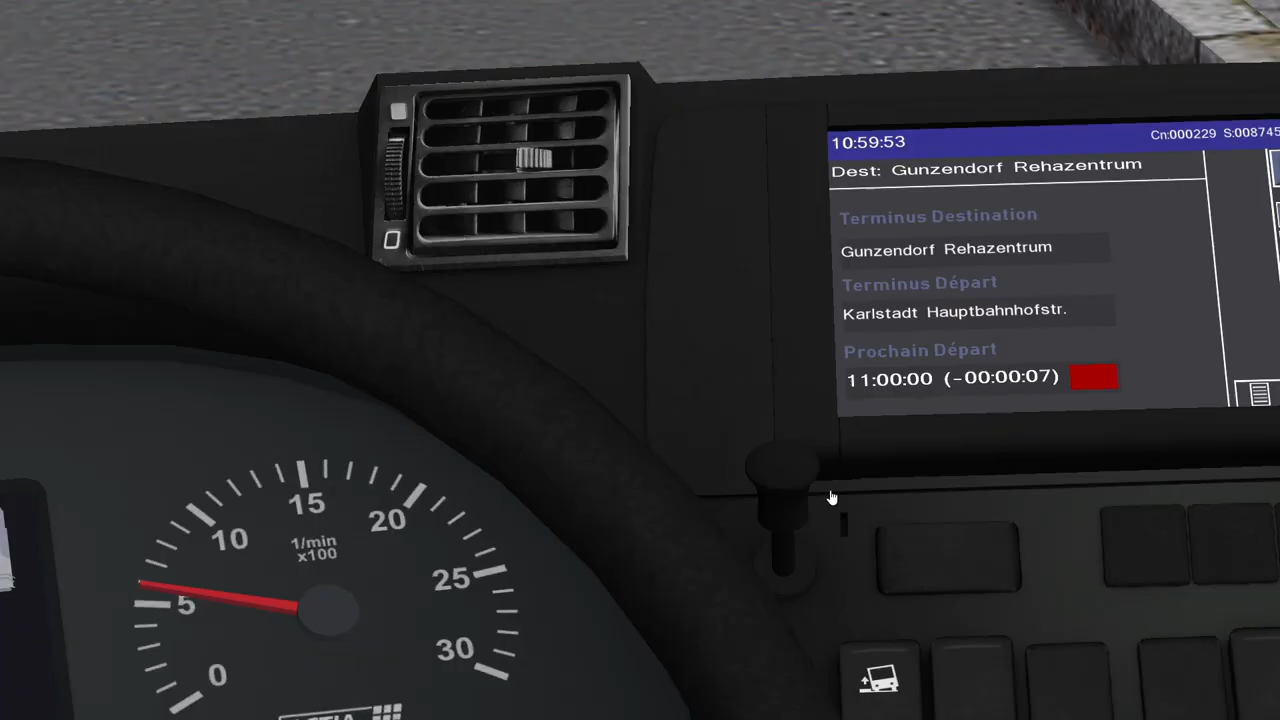 10:59:53
Cn:000229 S:008745
Dest: Gunzendorf Rehazentrum
Terminus Destination
Gunzendorf Rehazentrum
Terminus Départ
Karlstadt Hauptbahnhofstr.
Prochain Départ
11:00:00 (-00:00:07)
0
5
10
15
20
25
30
1/min
x100